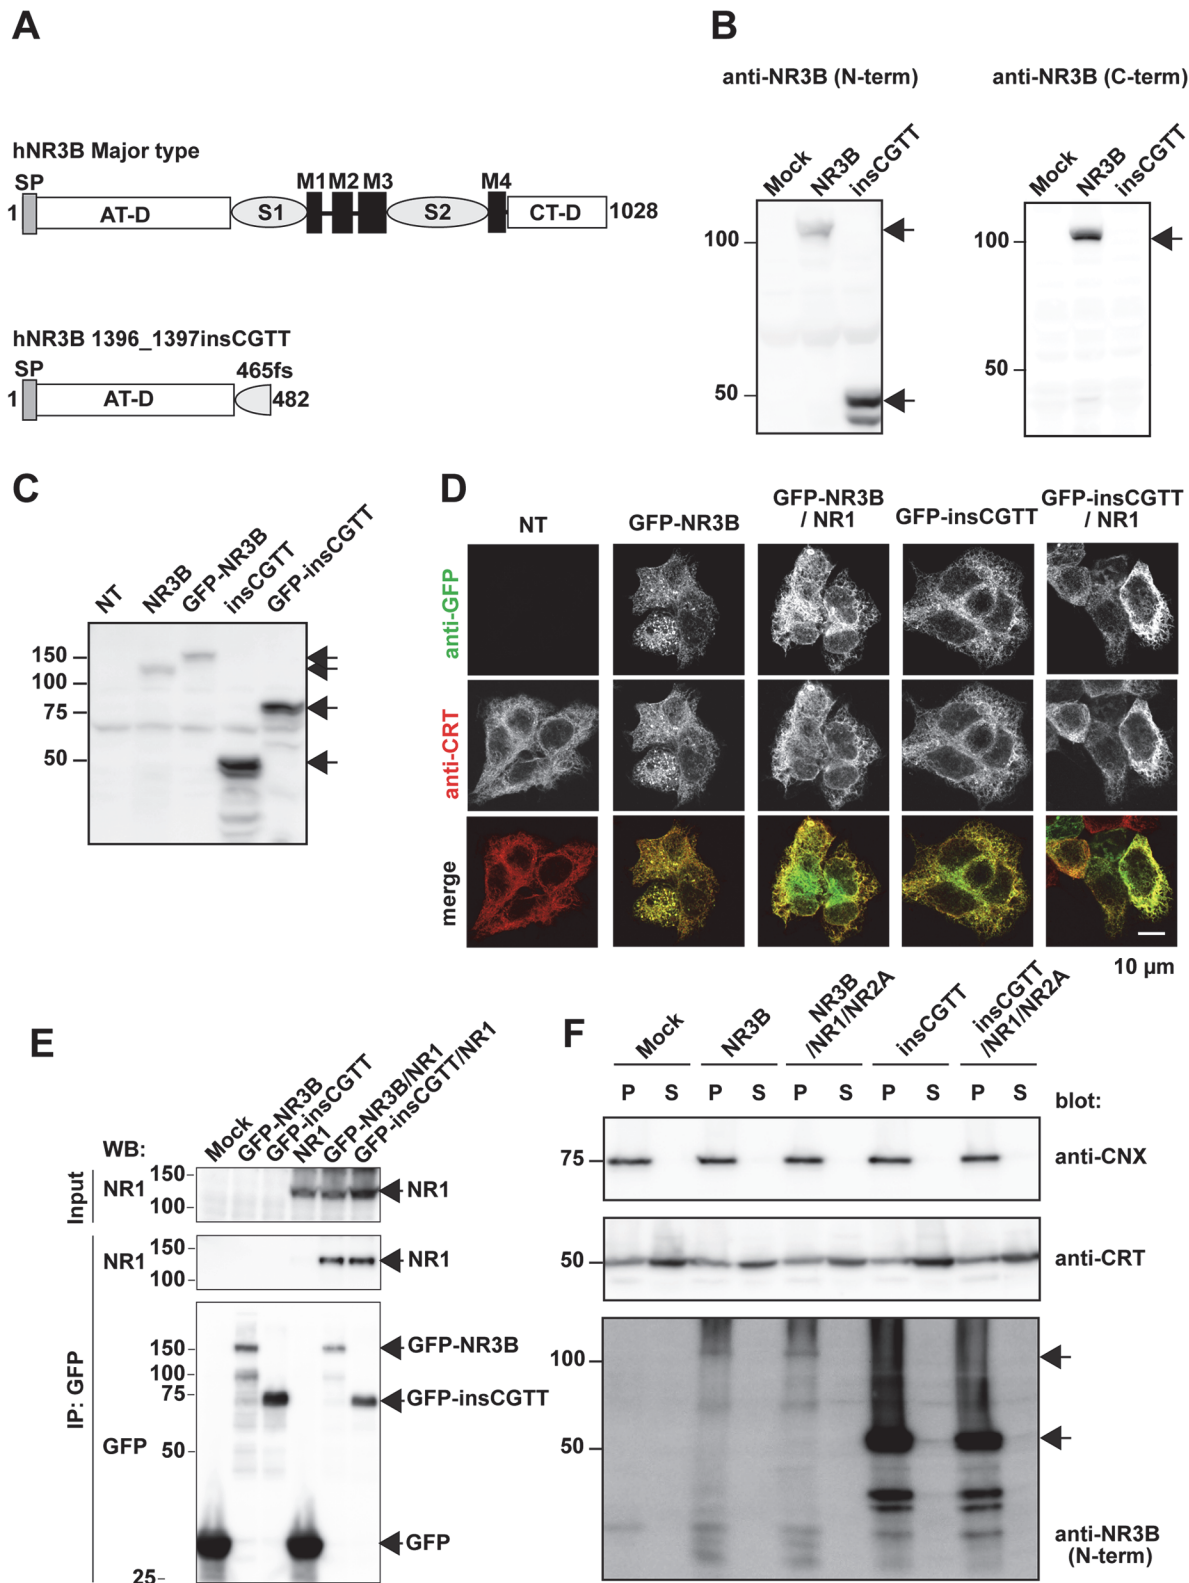 A
hNR3B Major type
SP
M1 M2 M3
M4
1
AT-D
S1
S2
CT-D
1028
hNR3B 1396_1397insCGTT
SP
465fs
1
AT-D
482
B
anti-NR3B (N-term)
anti-NR3B (C-term)
Mock
NR3B
insCGTT
Mock
NR3B
insCGTT
100
50
100
50
C
NT
NR3B
GFP-NR3B
insCGTT
GFP-insCGTT
150
100
75
50
D
NT
GFP-NR3B
GFP-NR3B
/ NR1
GFP-insCGTT
GFP-insCGTT
/ NR1
anti-GFP
anti-CRT
merge
10 µm
E
Mock
GFP-NR3B
GFP-insCGTT
NR1
GFP-NR3B/NR1
GFP-insCGTT/NR1
WB:
Input
NR1
150
100
NR1
IP: GFP
NR1
150
100
NR1
GFP
150
100
75
50
25
GFP-NR3B
GFP-insCGTT
GFP
F
Mock
NR3B
NR3B
/NR1/NR2A
insCGTT
insCGTT
/NR1/NR2A
P S P S P S P S P S
blot:
75
anti-CNX
50
anti-CRT
100
50
anti-NR3B
(N-term)